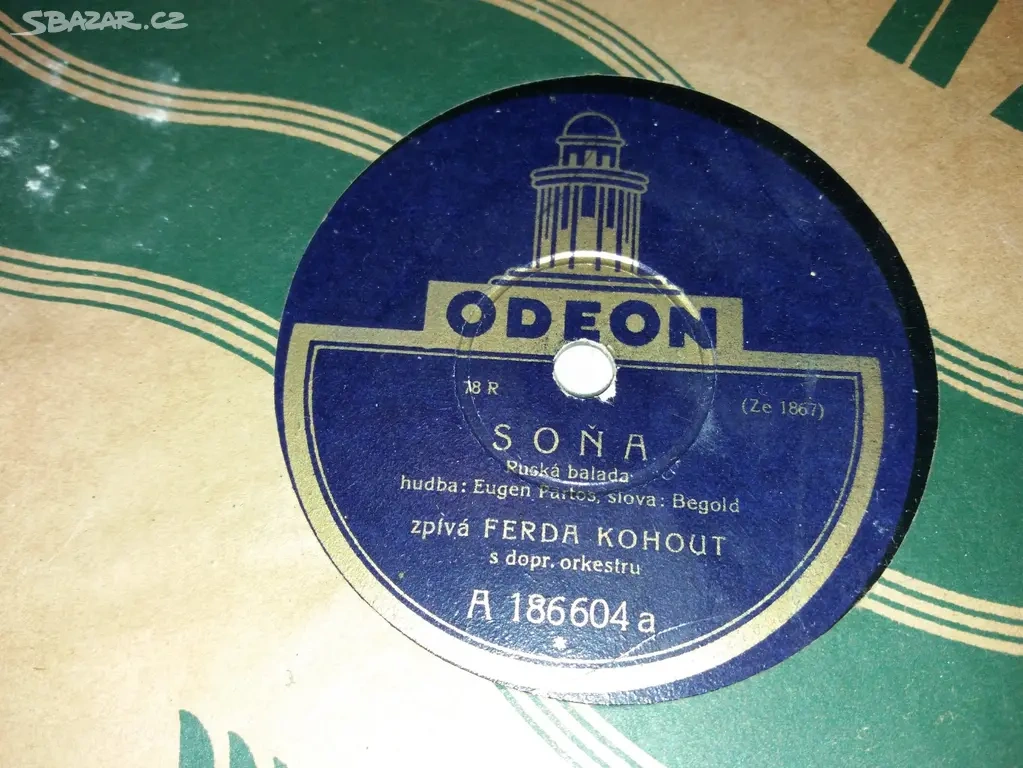 SBAZAR.CZ
ODEON
78 R
(Ze 1867)
SOŇA
Ruská balada
hudba: Eugen Partos, slova: Begold
zpívá FERDA KOHOUT
s dopr. orkestru
A 186604 a